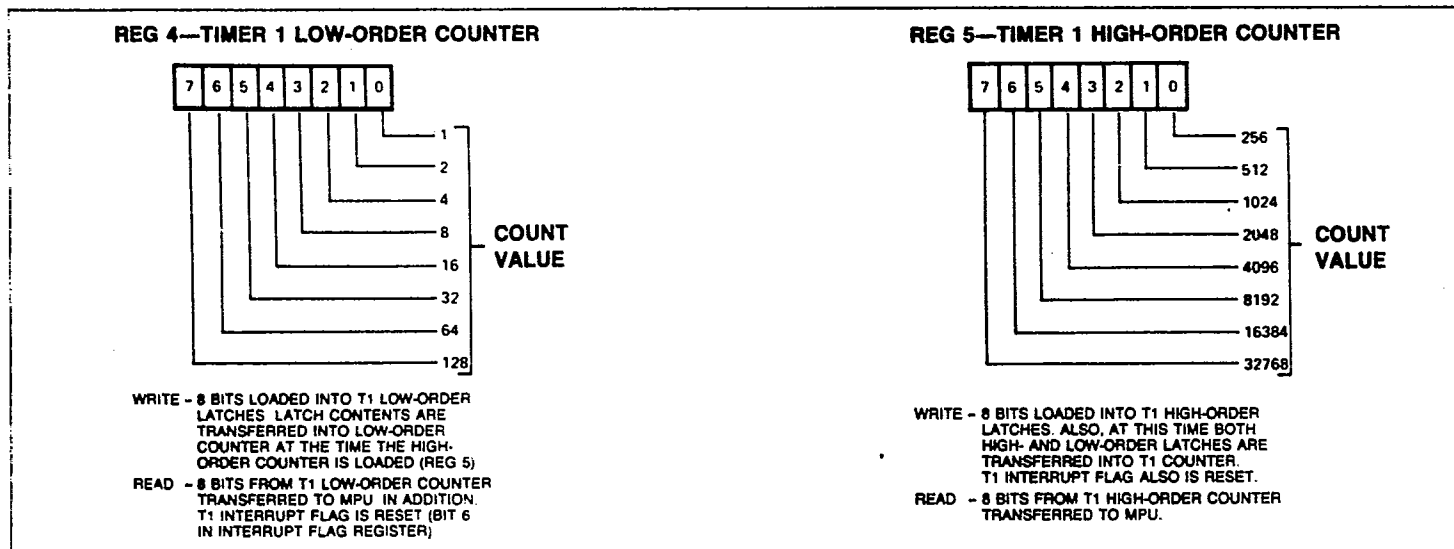 REG 4—TIMER 1 LOW-ORDER COUNTER
7 6 5 4 3 2 1 0
1
2
4
8
16
32
64
128
COUNT
VALUE
WRITE - 8 BITS LOADED INTO T1 LOW-ORDER
LATCHES LATCH CONTENTS ARE
TRANSFERRED INTO LOW-ORDER
COUNTER AT THE TIME THE HIGH-
ORDER COUNTER IS LOADED (REG 5)
READ - 8 BITS FROM T1 LOW-ORDER COUNTER
TRANSFERRED TO MPU IN ADDITION.
T1 INTERRUPT FLAG IS RESET (BIT 6
IN INTERRUPT FLAG REGISTER)
REG 5—TIMER 1 HIGH-ORDER COUNTER
7 6 5 4 3 2 1 0
256
512
1024
2048
4096
8192
16384
32768
COUNT
VALUE
WRITE - 8 BITS LOADED INTO T1 HIGH-ORDER
LATCHES. ALSO, AT THIS TIME BOTH
HIGH- AND LOW-ORDER LATCHES ARE
TRANSFERRED INTO T1 COUNTER.
T1 INTERRUPT FLAG ALSO IS RESET.
READ - 8 BITS FROM T1 HIGH-ORDER COUNTER
TRANSFERRED TO MPU.